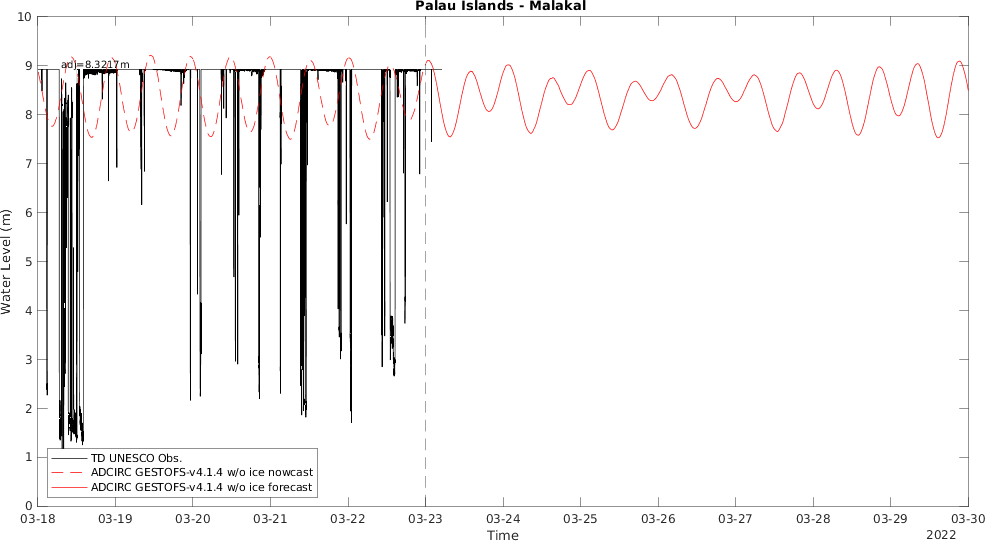 Palau Islands - Malakal
10
9
8
7
6
5
4
3
2
1
0
Water Level (m)
adj=8.3217m
TD UNESCO Obs.
ADCIRC GESTOFS-v4.1.4 w/o ice nowcast
ADCIRC GESTOFS-v4.1.4 w/o ice forecast
03-18 03-19 03-20 03-21 03-22 03-23 03-24 03-25 03-26 03-27 03-28 03-29 03-30
Time
2022